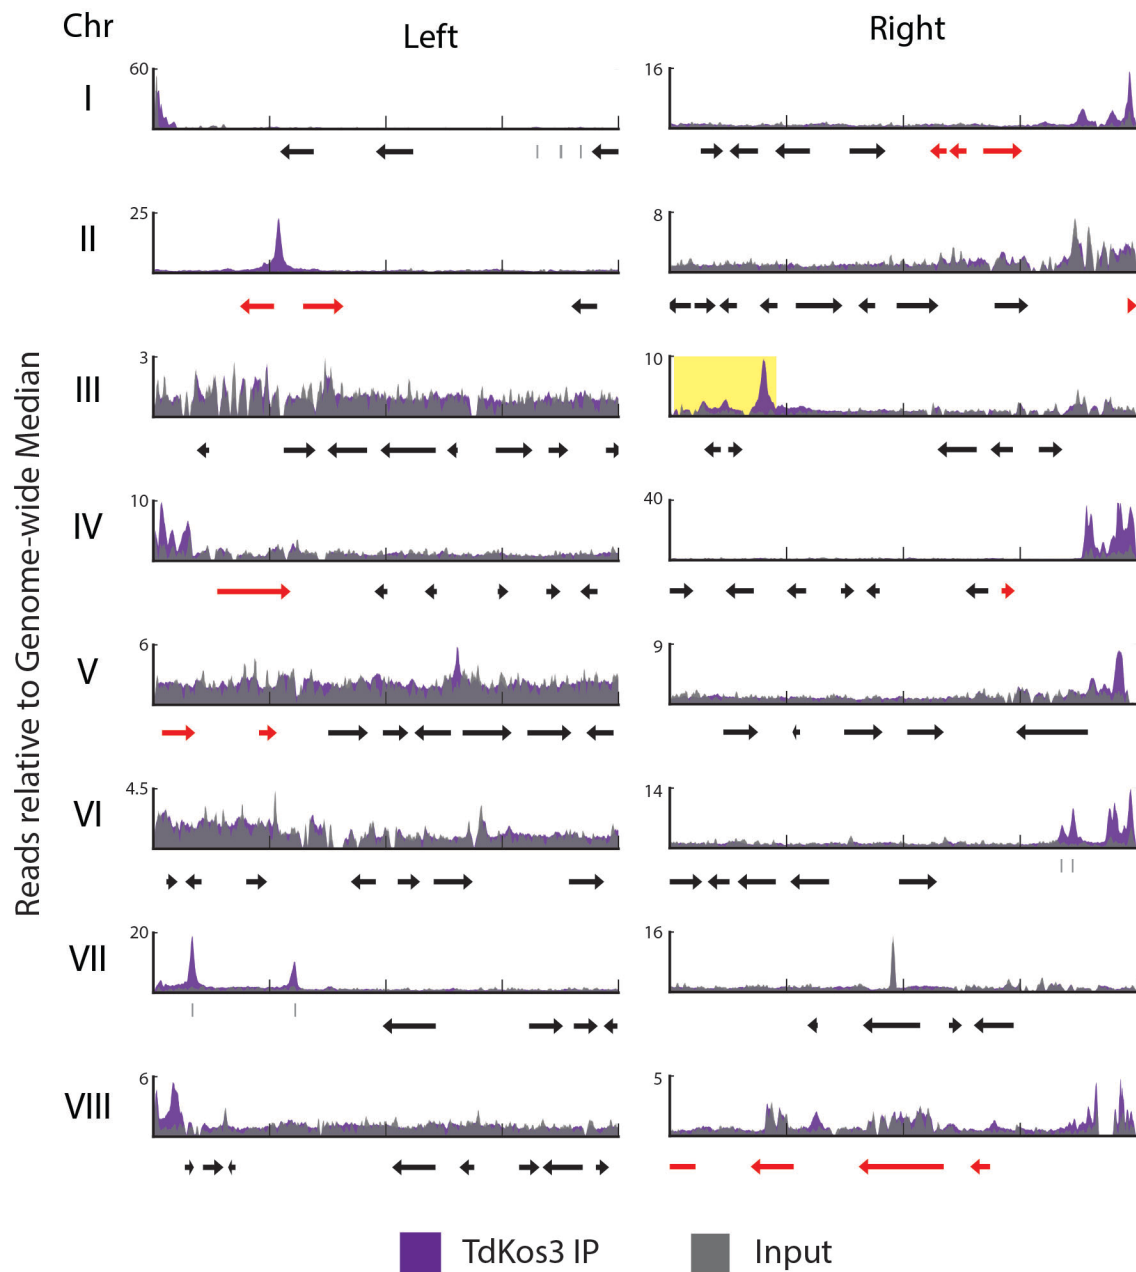 Chr
Left
Right
Reads relative to Genome-wide Median
I
60
16
II
25
8
III
3
10
IV
10
40
V
6
9
VI
4.5
14
VII
20
16
VIII
6
5
TdKos3 IP
Input